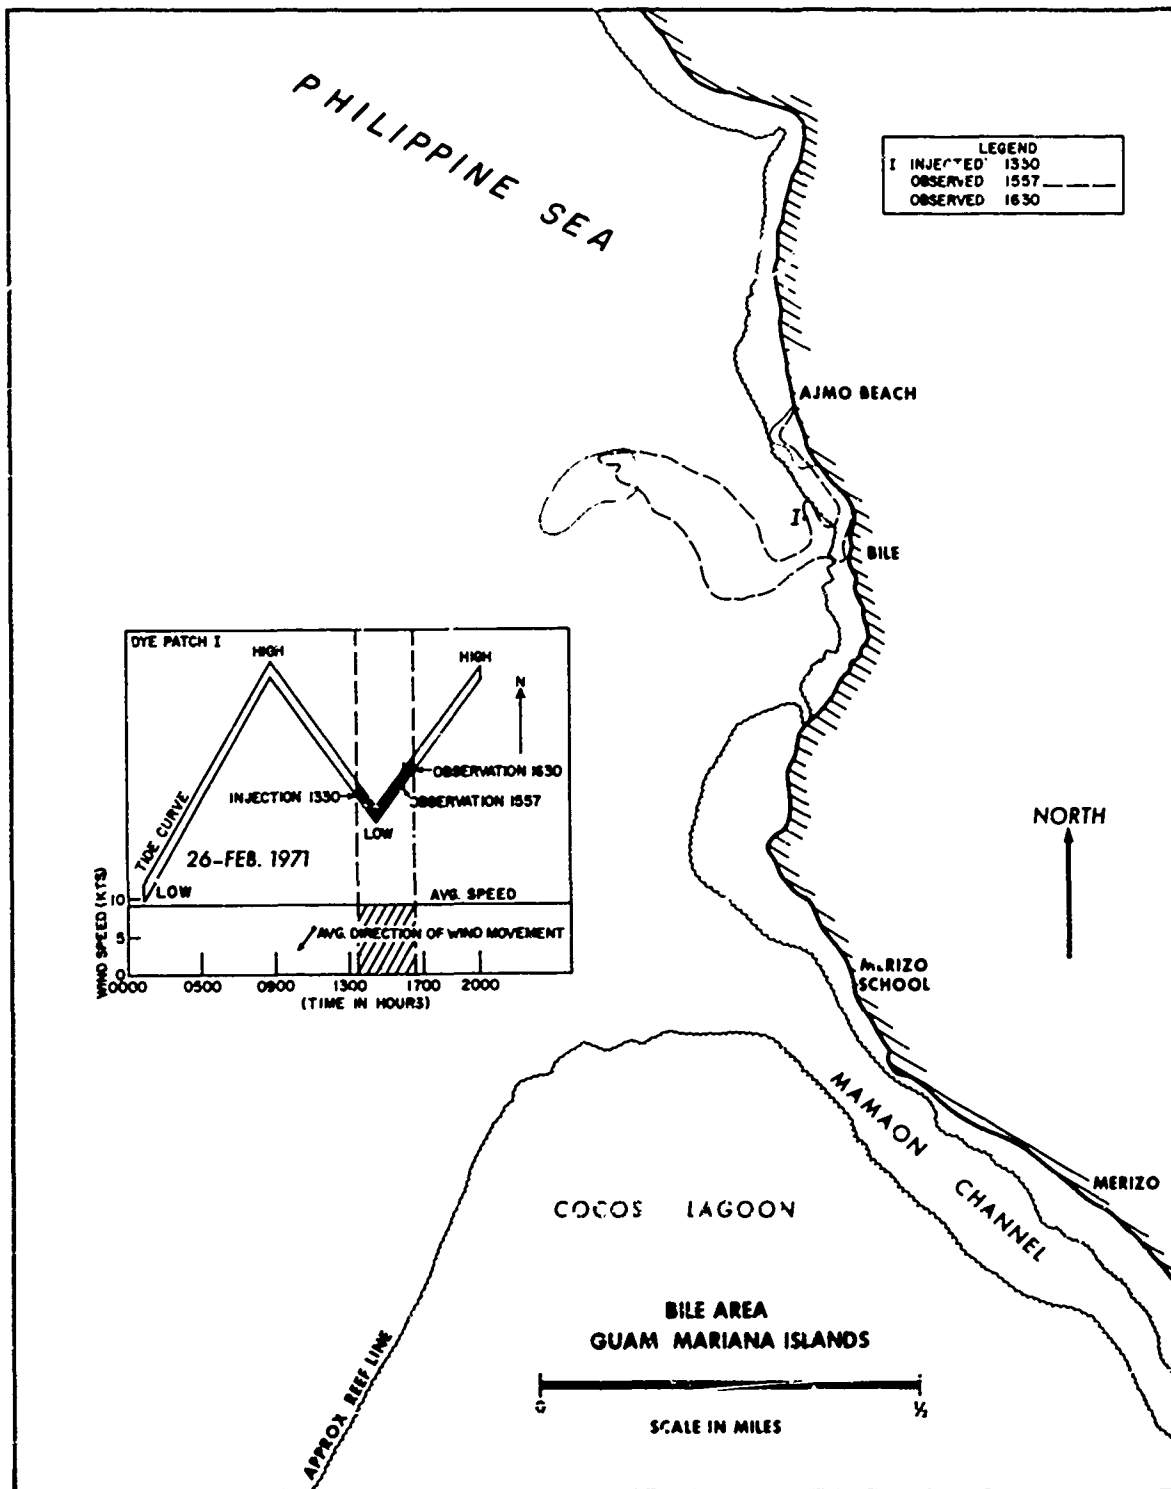 PHILIPPINE SEA
LEGEND
I INJECTED 1330
OBSERVED 1557
OBSERVED 1630
AJMO BEACH
I
BILE
DYE PATCH I
HIGH
HIGH
N
OBSERVATION 1630
INJECTION 1330
OBSERVATION 1557
LOW
TIDE CURVE
26-FEB. 1971
LOW
AVG. SPEED
WIND SPEED (KTS)
10
5
0
AVG. DIRECTION OF WIND MOVEMENT
0000 0500 0900 1300 1700 2000
(TIME IN HOURS)
NORTH
MERIZO
SCHOOL
MAMAON CHANNEL
MERIZO
COCOS LAGOON
BILE AREA
GUAM MARIANA ISLANDS
0 ½
SCALE IN MILES
APPROX REEF LINE